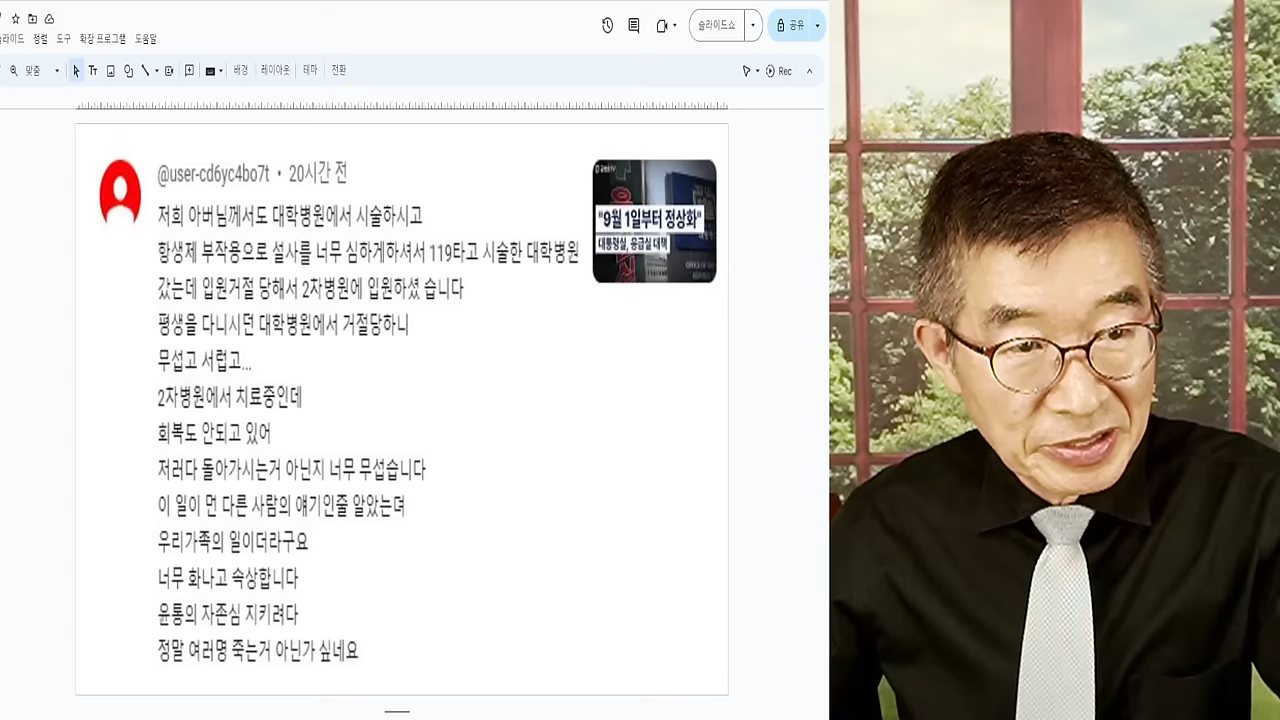 슬라이드쇼
공유
라이드 정렬 도구 확장 프로그램 도움말
맞춤
Tт
배경 레이아웃 테마 전환
Rec
@user-cd6yc4bo7t • 20시간 전
저희 아버님께서도 대학병원에서 시술하시고
항생제 부작용으로 설사를 너무 심하게하셔서 119타고 시술한 대학병원
갔는데 입원거절 당해서 2차병원에 입원하셨 습니다
평생을 다니시던 대학병원에서 거절당하니
무섭고 서럽고...
2차병원에서 치료중인데
회복도 안되고 있어
저러다 돌아가시는거 아닌지 너무 무섭습니다
이 일이 먼 다른 사람의 얘기인줄 알았는뎌
우리가족의 일이더라구요
너무 화나고 속상합니다
윤통의 자존심 지키려다
정말 여러명 죽는거 아닌가 싶네요
"9월 1일부터 정상화"
대통령실, 응급실 대책